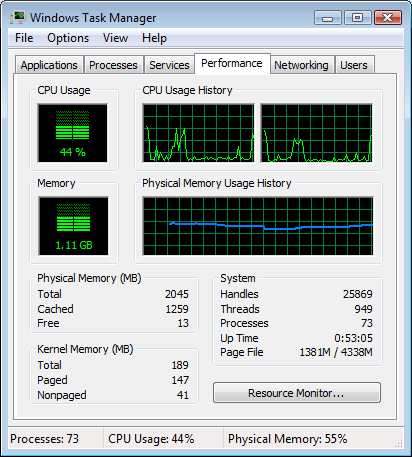 Windows Task Manager
File Options View Help
Applications Processes Services Performance Networking Users
CPU Usage CPU Usage History
44 %
Memory Physical Memory Usage History
1.11 GB
Physical Memory (MB) System
Total 2045 Handles 25869
Cached 1259 Threads 949
Free 13 Processes 73
Up Time 0:53:05
Kernel Memory (MB) Page File 1381M / 4338M
Total 189
Paged 147
Nonpaged 41 Resource Monitor...
Processes: 73 CPU Usage: 44% Physical Memory: 55%